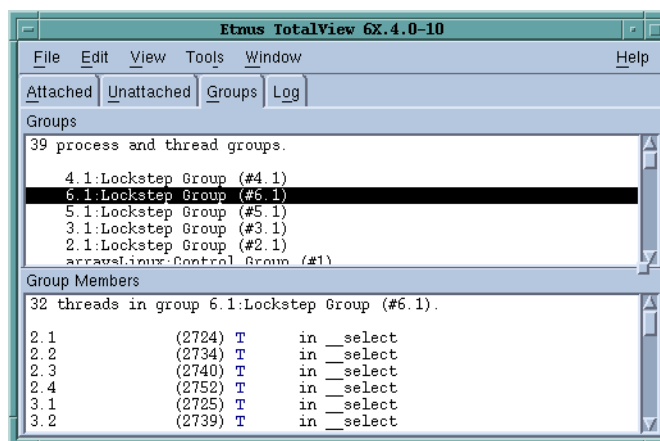 Etnus TotalView 6X.4.0-10
File Edit View Tools Window Help
Attached Unattached Groups Log
Groups
39 process and thread groups.
4.1:Lockstep Group (#4.1)
6.1:Lockstep Group (#6.1)
5.1:Lockstep Group (#5.1)
3.1:Lockstep Group (#3.1)
2.1:Lockstep Group (#2.1)
arraysLinux:Control Group (#1)
Group Members
32 threads in group 6.1:Lockstep Group (#6.1).
2.1 (2724) T in __select
2.2 (2734) T in __select
2.3 (2740) T in __select
2.4 (2752) T in __select
3.1 (2725) T in __select
3.2 (2739) T in __select